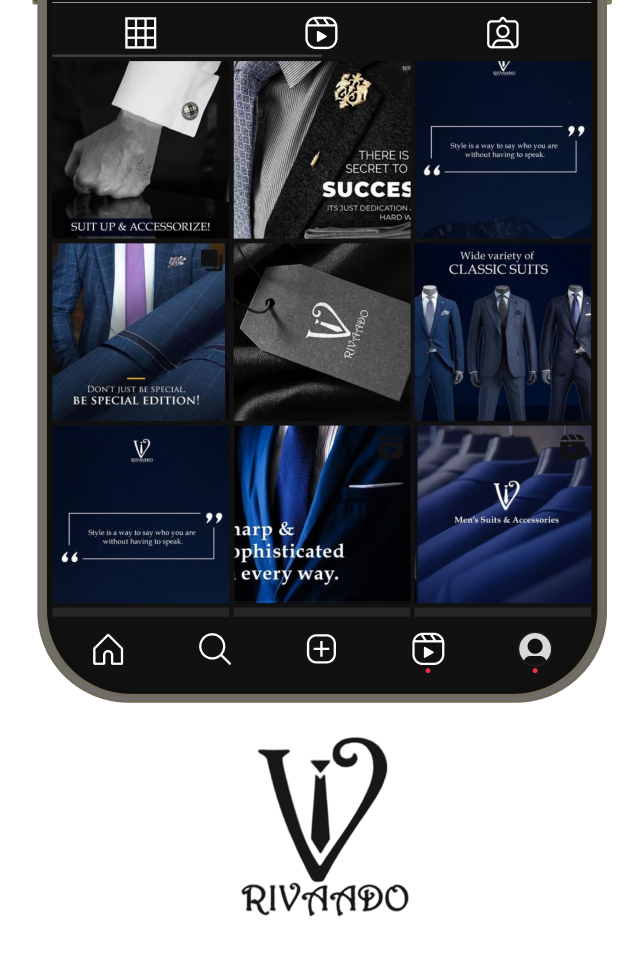 RIVAADO
SUIT UP & ACCESSORIZE!
THERE IS
SECRET TO
SUCCES
ITS JUST DEDICATION
HARD W
Style is a way to say who you are
without having to speak.
DON'T JUST BE SPECIAL.
BE SPECIAL EDITION!
RIVAADO
Wide variety of
CLASSIC SUITS
RIVAADO
Style is a way to say who you are
without having to speak.
harp &
ophisticated
every way.
Men's Suits & Accessories
RIVAADO